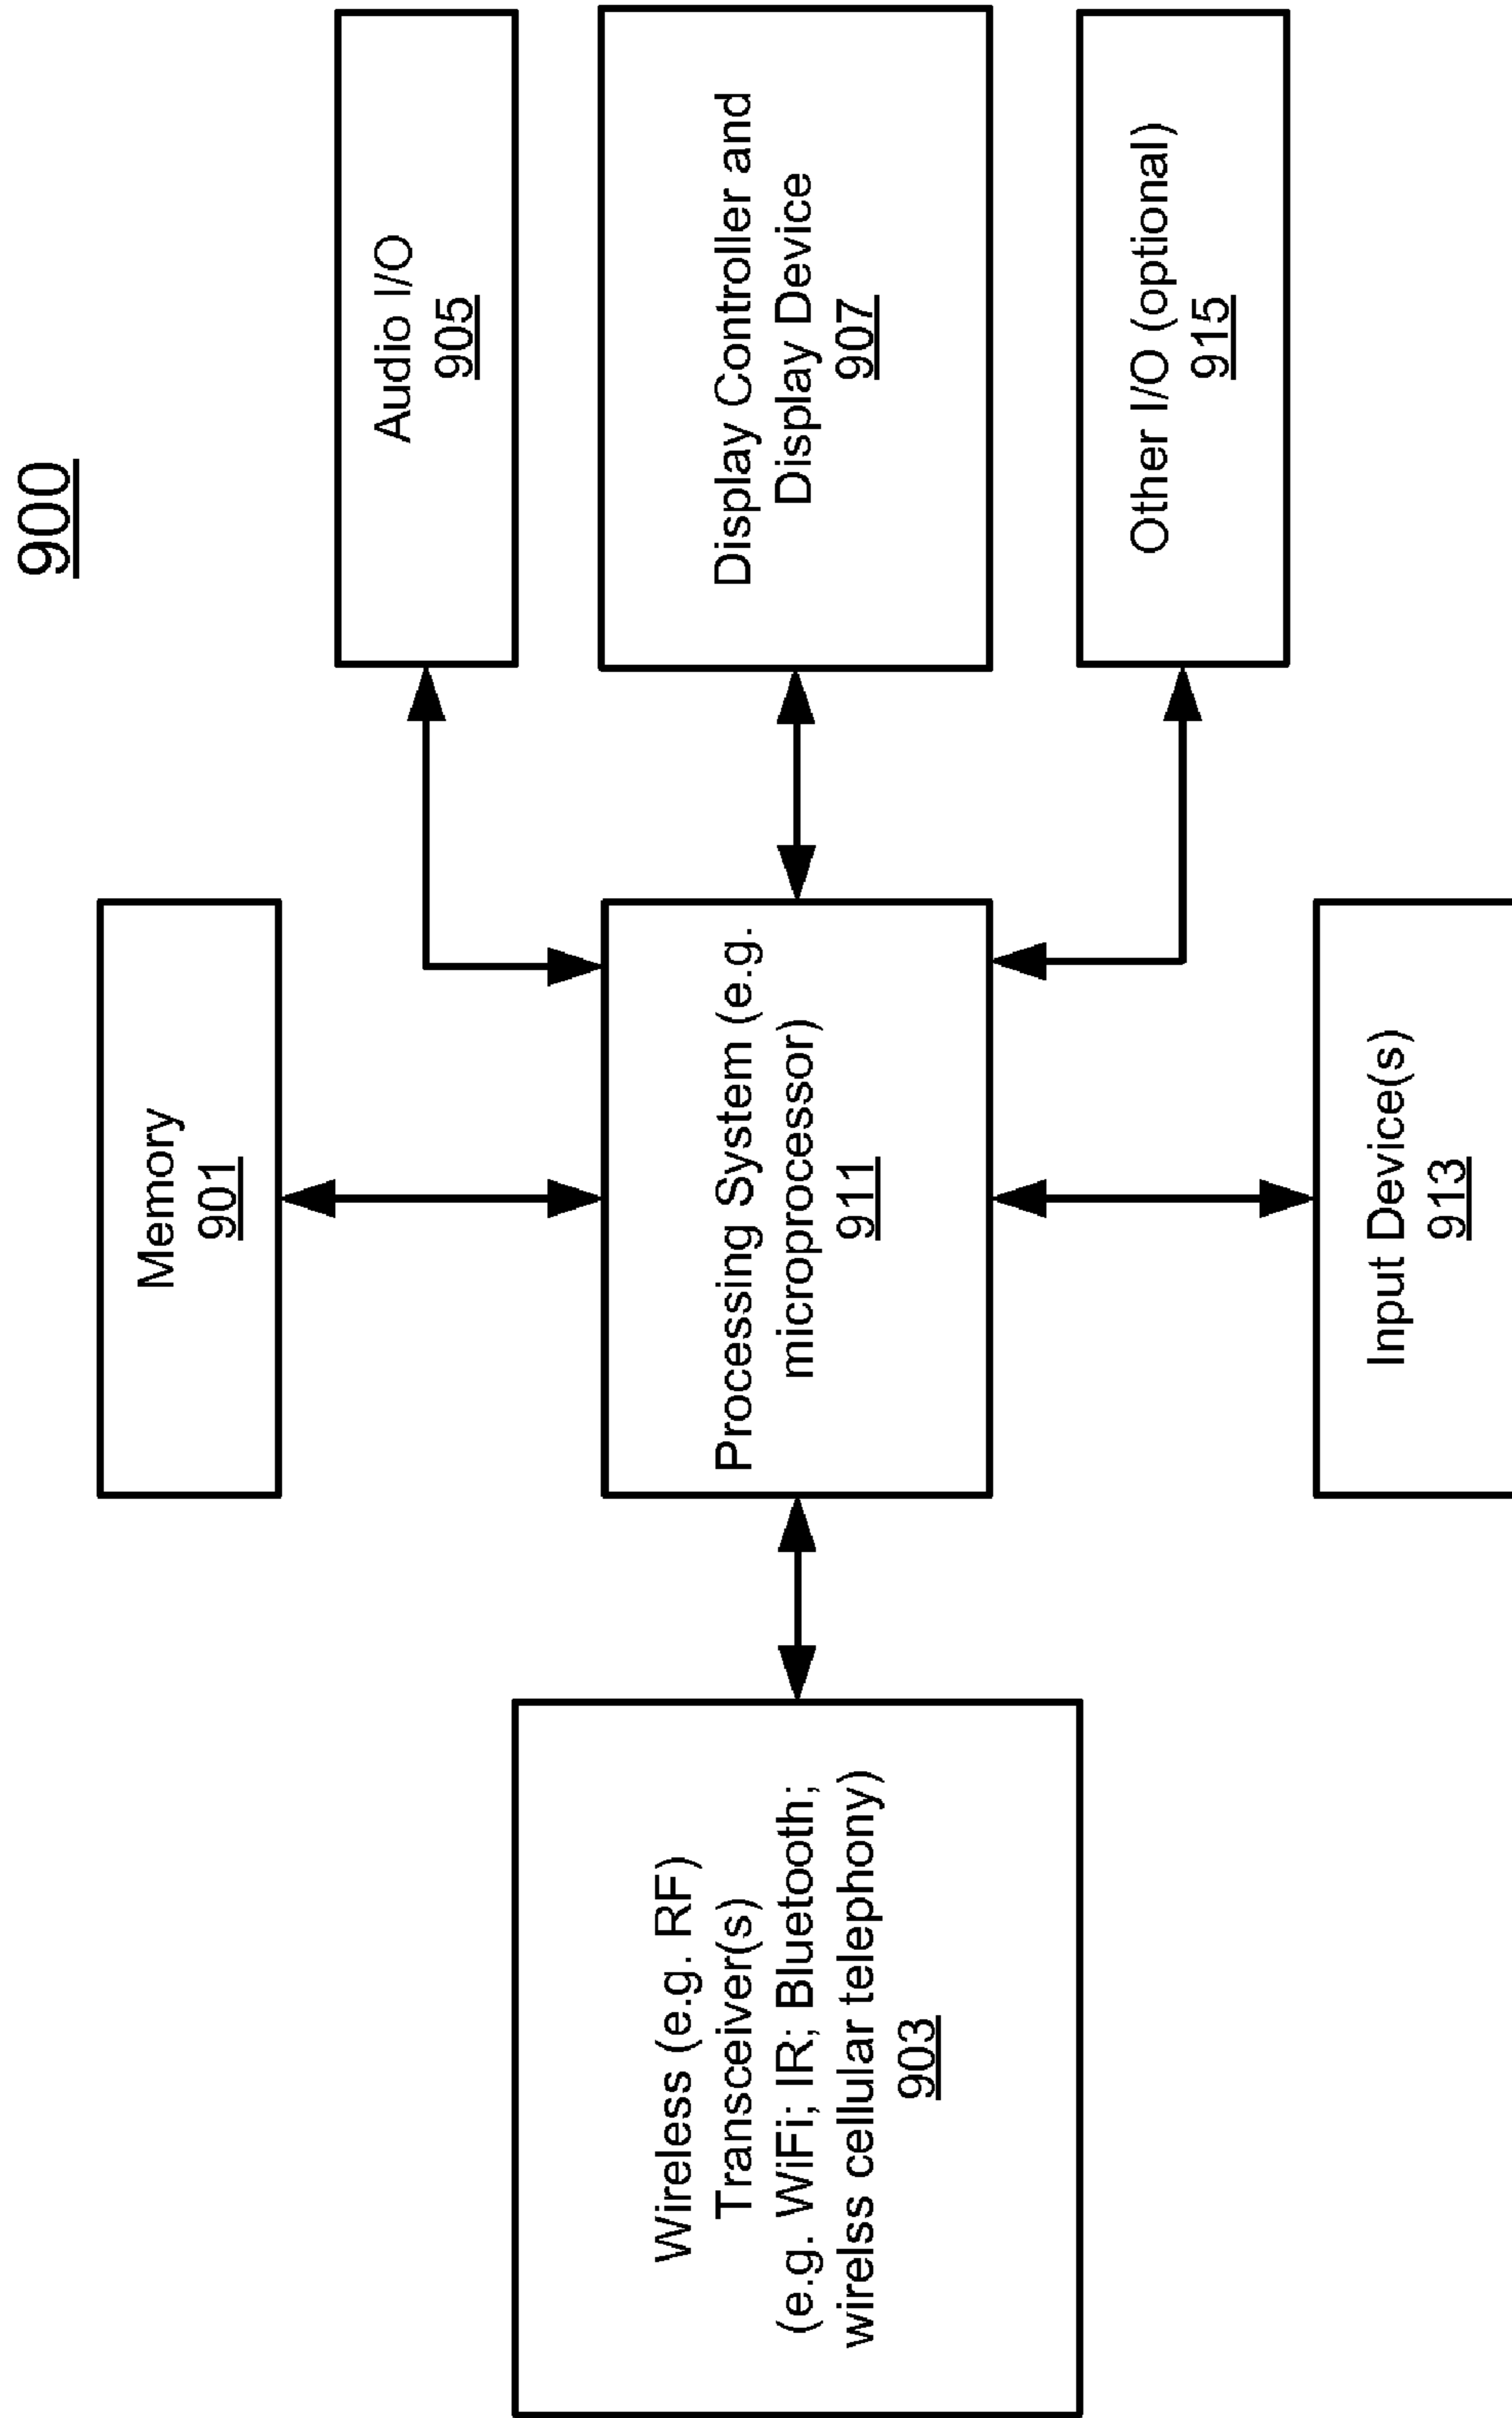 900
Memory
901
Audio I/O
905
Wireless (e.g. RF)
Transceiver(s)
(e.g. WiFi; IR; Bluetooth;
wirelss cellular telephony)
903
Processing System (e.g.
microprocessor)
911
Display Controller and
Display Device
907
Input Device(s)
913
Other I/O (optional)
915